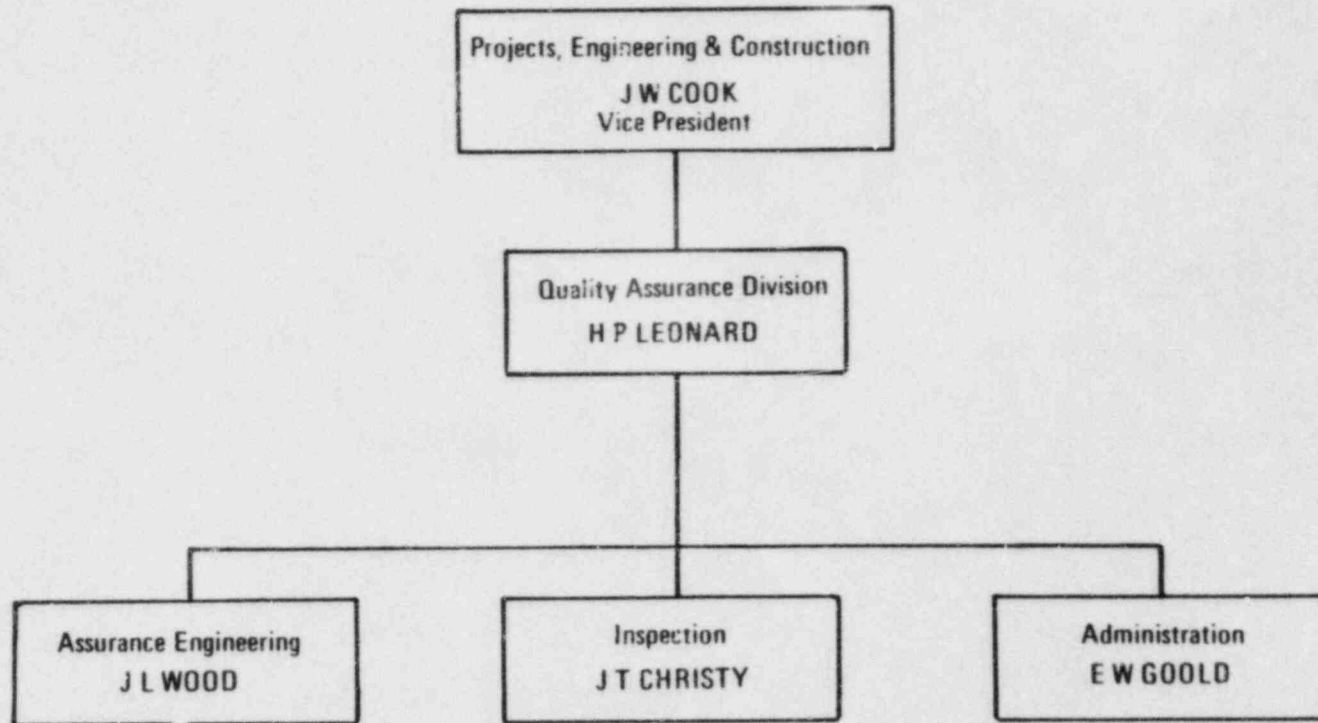 Projects, Engineering & Construction
J W COOK
Vice President
Quality Assurance Division
H P LEONARD
Assurance Engineering
J L WOOD
Inspection
J T CHRISTY
Administration
E W GOOLD